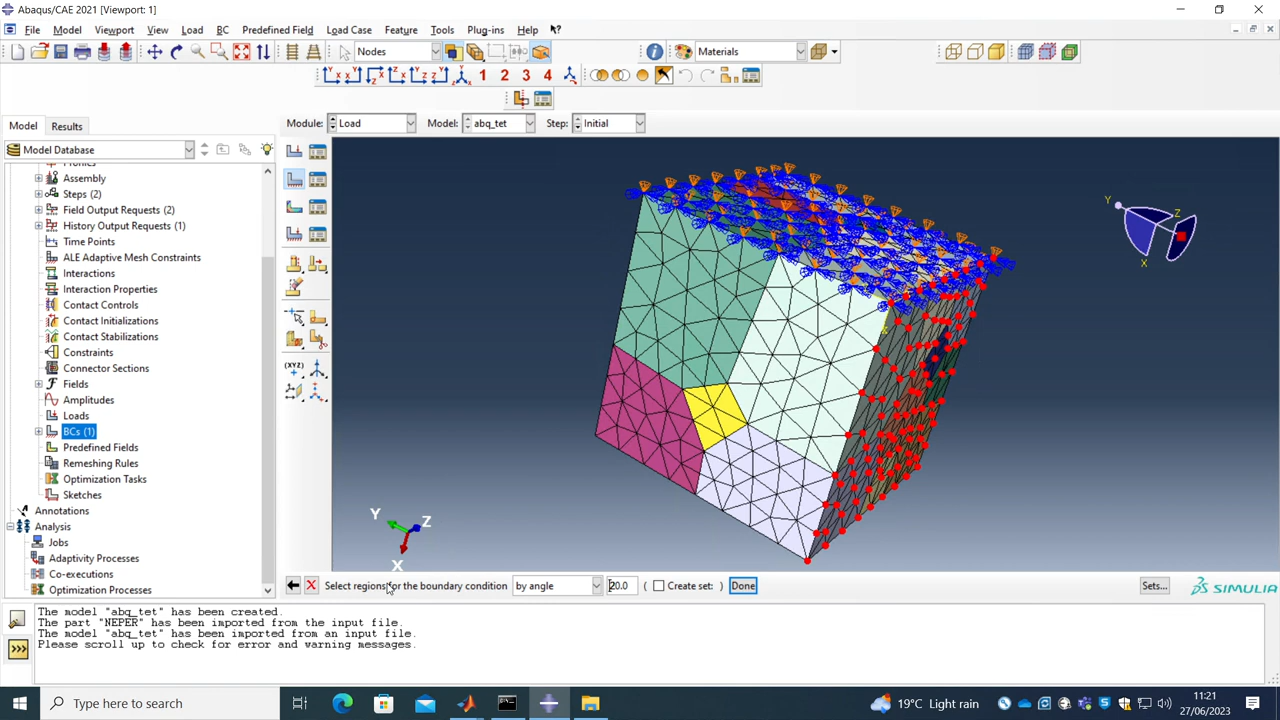 Abaqus/CAE 2021 [Viewport: 1]
File Model Viewport View Load BC Predefined Field Load Case Feature Tools Plug-ins Help
Nodes Materials
1 2 3 4
Model Results Module: Load Model: abq_tet Step: Initial
Model Database
Profiles
Assembly
Steps (2)
Field Output Requests (2)
History Output Requests (1)
Time Points
ALE Adaptive Mesh Constraints
Interactions
Interaction Properties
Contact Controls
Contact Initializations
Contact Stabilizations
Constraints
Connector Sections
Fields
Amplitudes
Loads
BCs (1)
Predefined Fields
Remeshing Rules
Optimization Tasks
Sketches
Annotations
Analysis
Jobs
Adaptivity Processes
Co-executions
Optimization Processes
Y
Z
X
Y
Z
X
Select regions for the boundary condition by angle 20.0 ( Create set: ) Done Sets... SIMULIA
The model "abq_tet" has been created.
The part "NEPER" has been imported from the input file.
The model "abq_tet" has been imported from an input file.
Please scroll up to check for error and warning messages.
>>>
Type here to search
19°C Light rain
11:21
27/06/2023